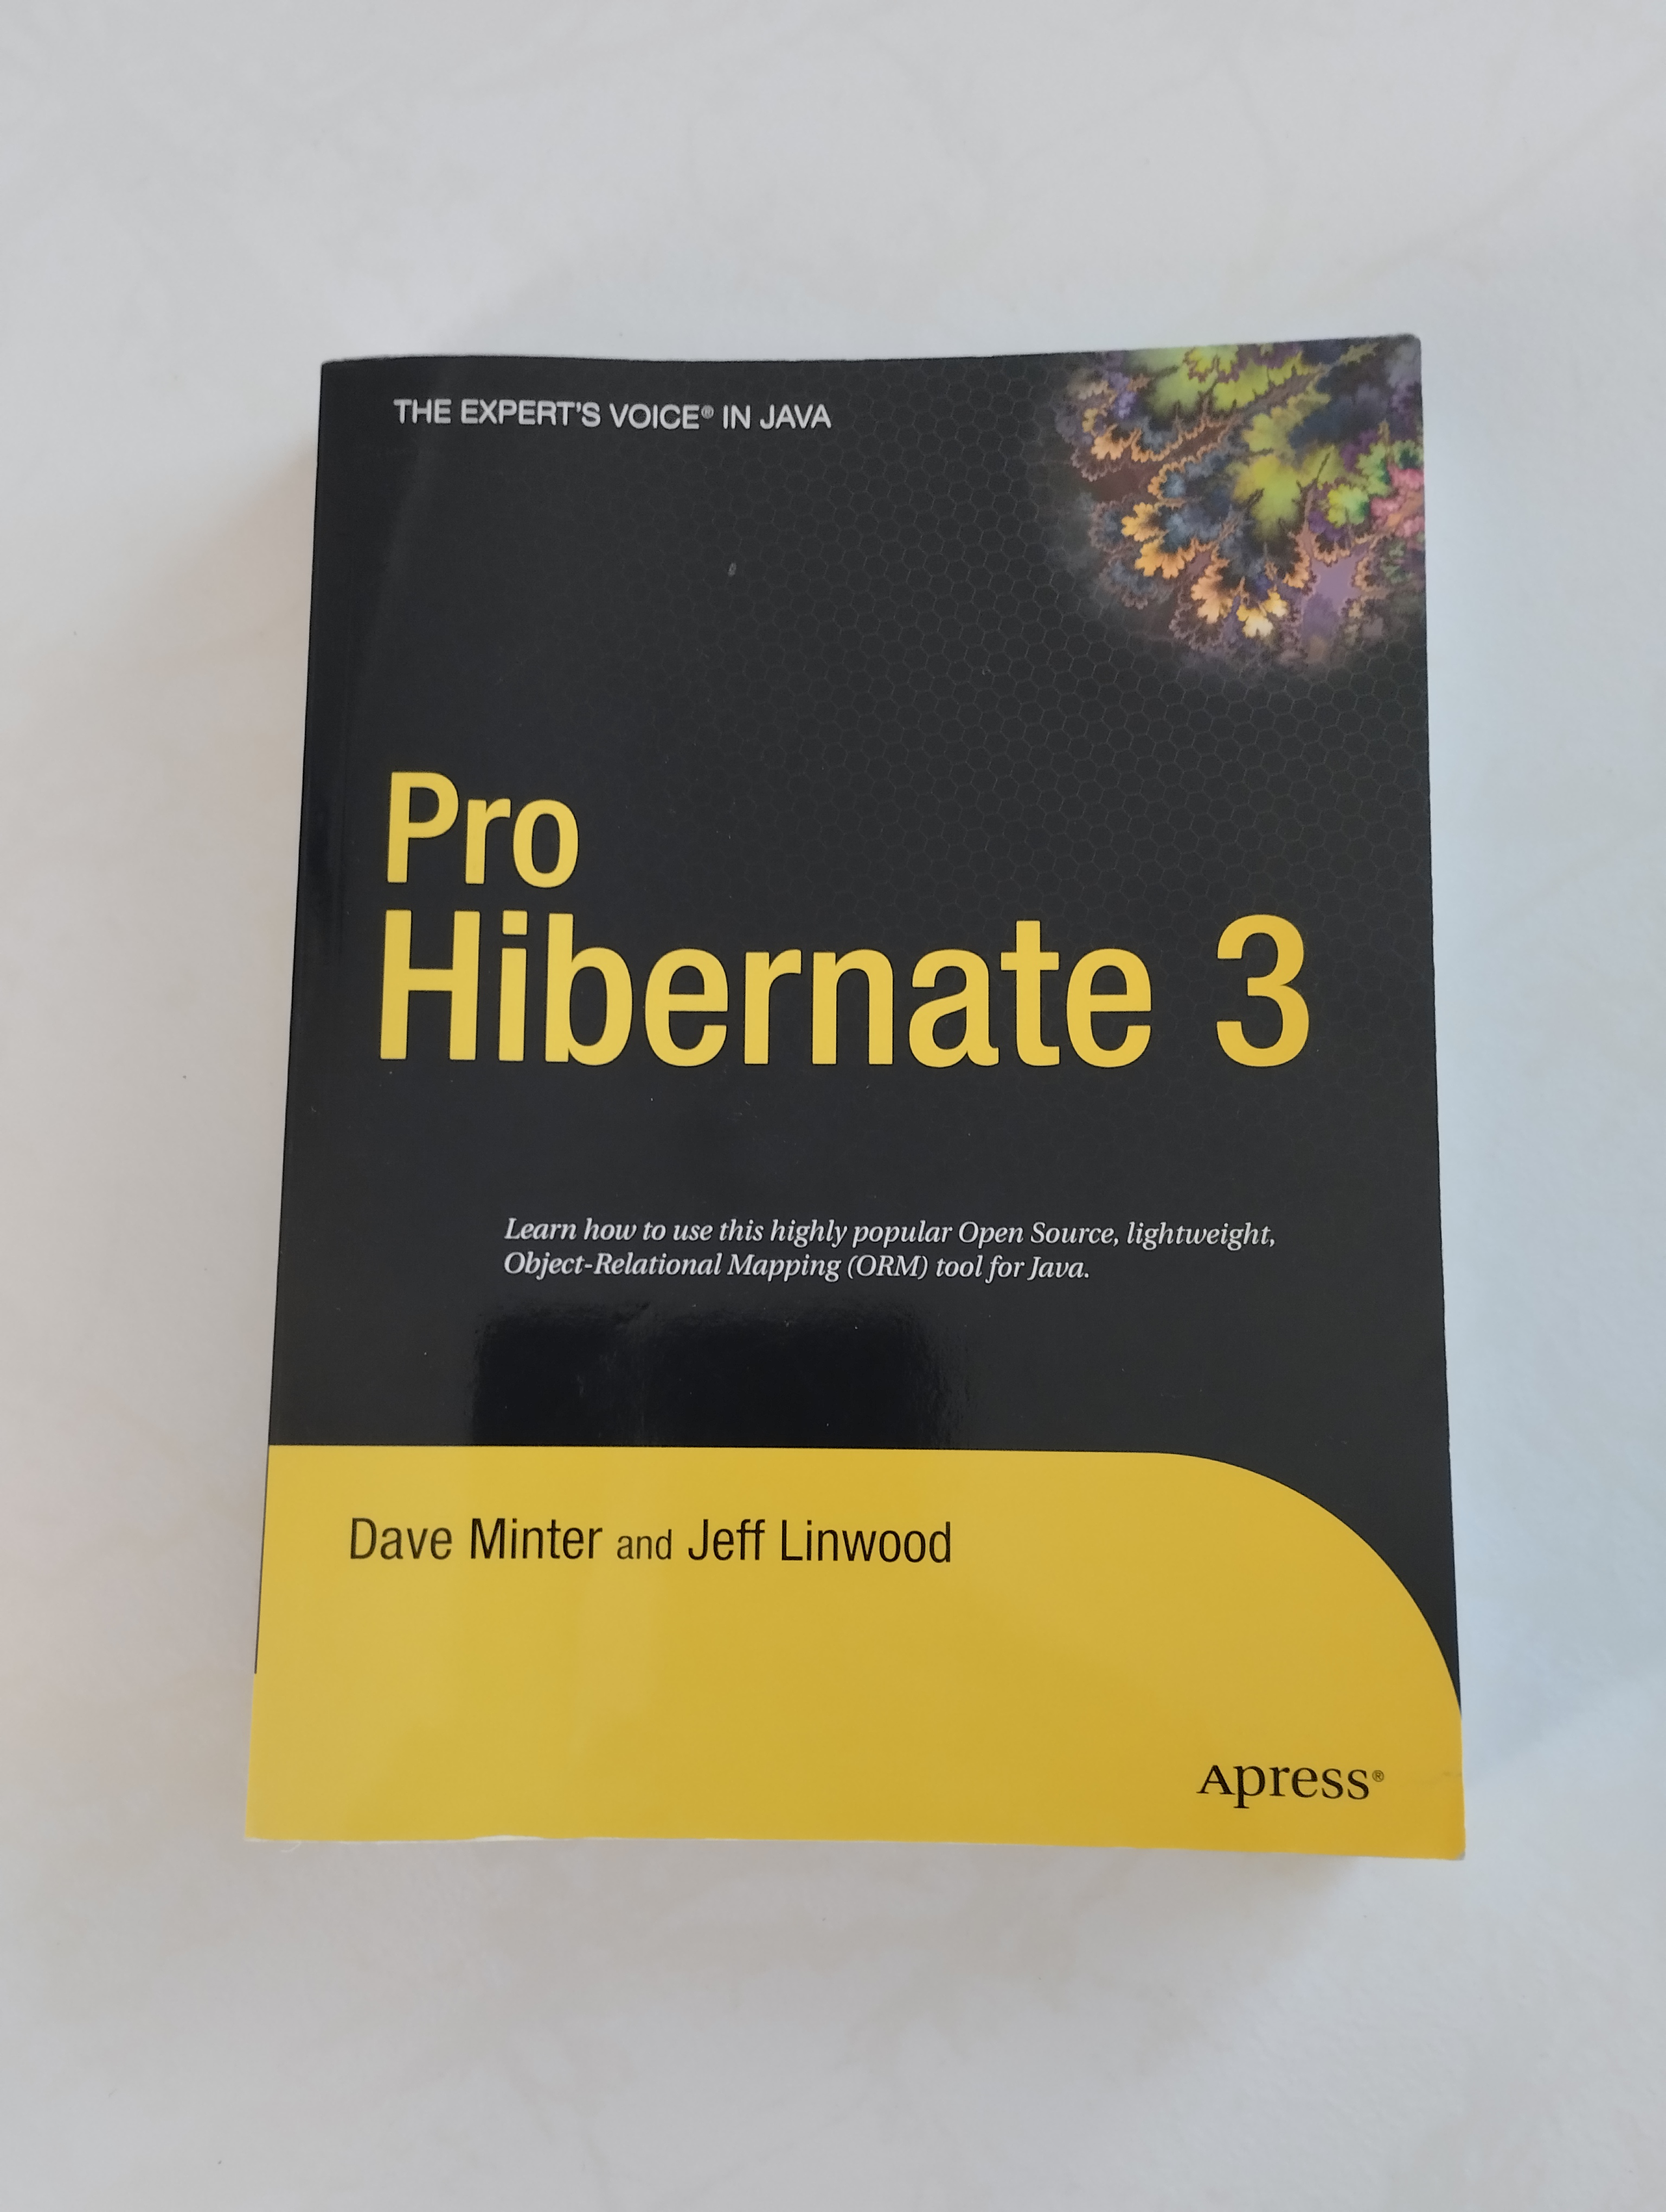 THE EXPERT'S VOICE® IN JAVA
Pro
Hibernate 3
Learn how to use this highly popular Open Source, lightweight,
Object-Relational Mapping (ORM) tool for Java.
Dave Minter and Jeff Linwood
Apress®